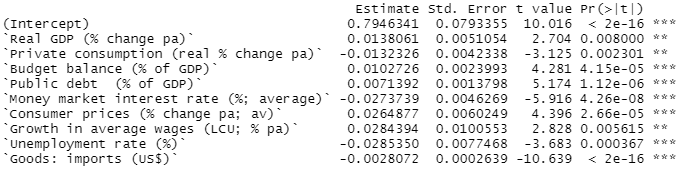 Estimate Std. Error t value Pr(>|t|)
(Intercept) 0.7946341 0.0793355 10.016 < 2e-16 ***
`Real GDP (% change pa)` 0.0138061 0.0051054 2.704 0.008000 **
`Private consumption (real % change pa)` -0.0132326 0.0042338 -3.125 0.002301 **
`Budget balance (% of GDP)` 0.0102726 0.0023993 4.281 4.15e-05 ***
`Public debt  (% of GDP)` 0.0071392 0.0013798 5.174 1.12e-06 ***
`Money market interest rate (%; average)` -0.0273739 0.0046269 -5.916 4.26e-08 ***
`Consumer prices (% change pa; av)` 0.0264877 0.0060249 4.396 2.66e-05 ***
`Growth in average wages (LCU; % pa)` 0.0284394 0.0100553 2.828 0.005615 **
`Unemployment rate (%)` -0.0285350 0.0077468 -3.683 0.000367 ***
`Goods: imports (US$)` -0.0028072 0.0002639 -10.639 < 2e-16 ***